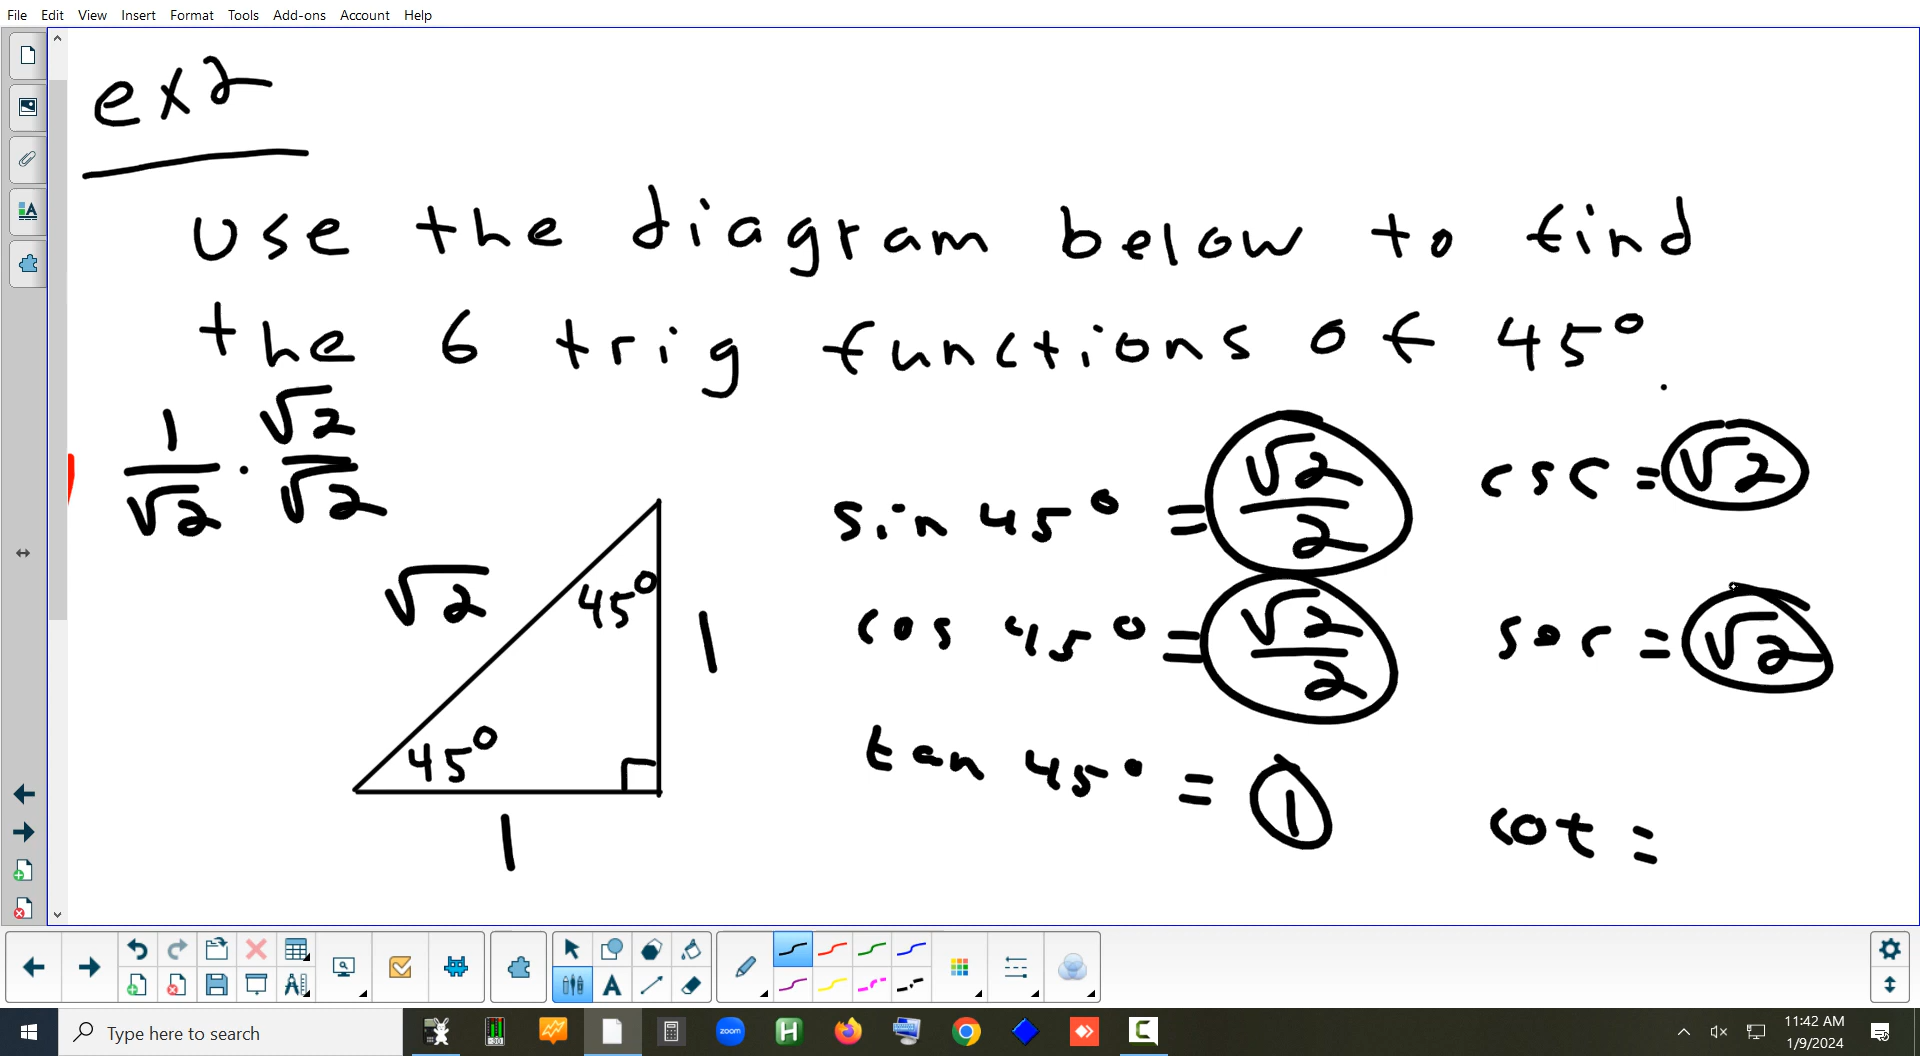 File Edit View Insert Format Tools Add-ons Account Help
ex2
Use the diagram below to find
the 6 trig functions of 45°.
1/√2 · √2/√2
√2
45°
1
45°
1
sin 45° = √2/2
csc = √2
cos 45° = √2/2
sec = √2
tan 45° = 1
cot =
A
zoom
H
Type here to search
11:42 AM
1/9/2024